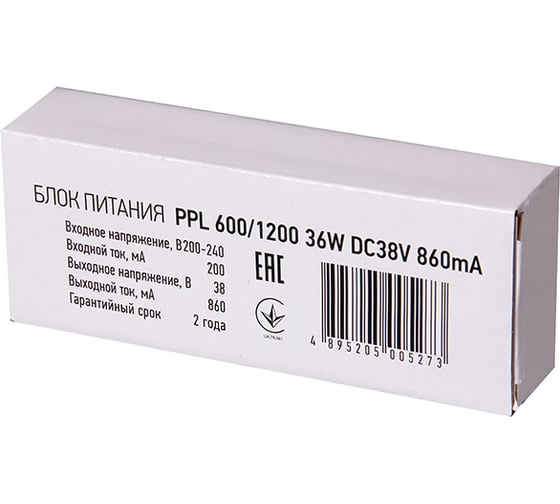 БЛОК ПИТАНИЯ PPL 600/1200 36W DC38V 860mA
Входное напряжение, В 200-240
Входной ток, мА 200
Выходное напряжение, В 38
Выходной ток, мА 860
Гарантийный срок 2 года
EAC
4 895205 005273